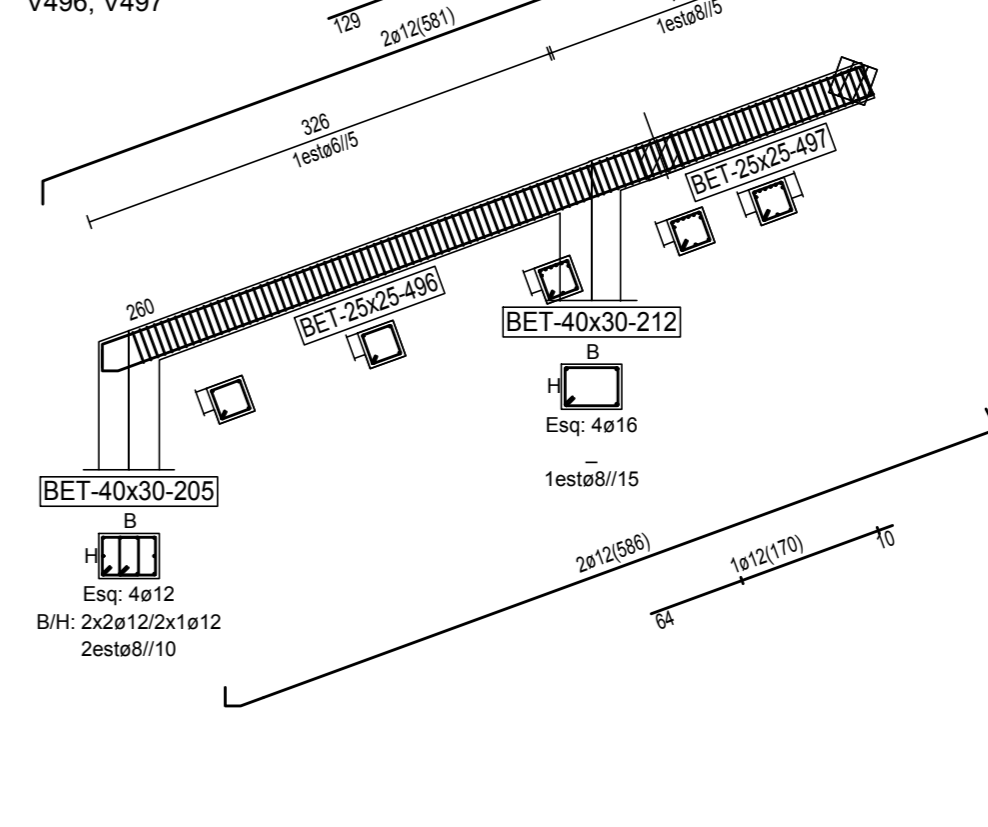 V496, V497
129
2ø12(581)
1estø8//5
326
1estø6//5
BET-25x25-497
260
BET-25x25-496
BET-40x30-212
B
H
Esq: 4ø16
_
1estø8//15
BET-40x30-205
B
H
Esq: 4ø12
B/H: 2x2ø12/2x1ø12
2estø8//10
2ø12(586)
1ø12(170)
10
64